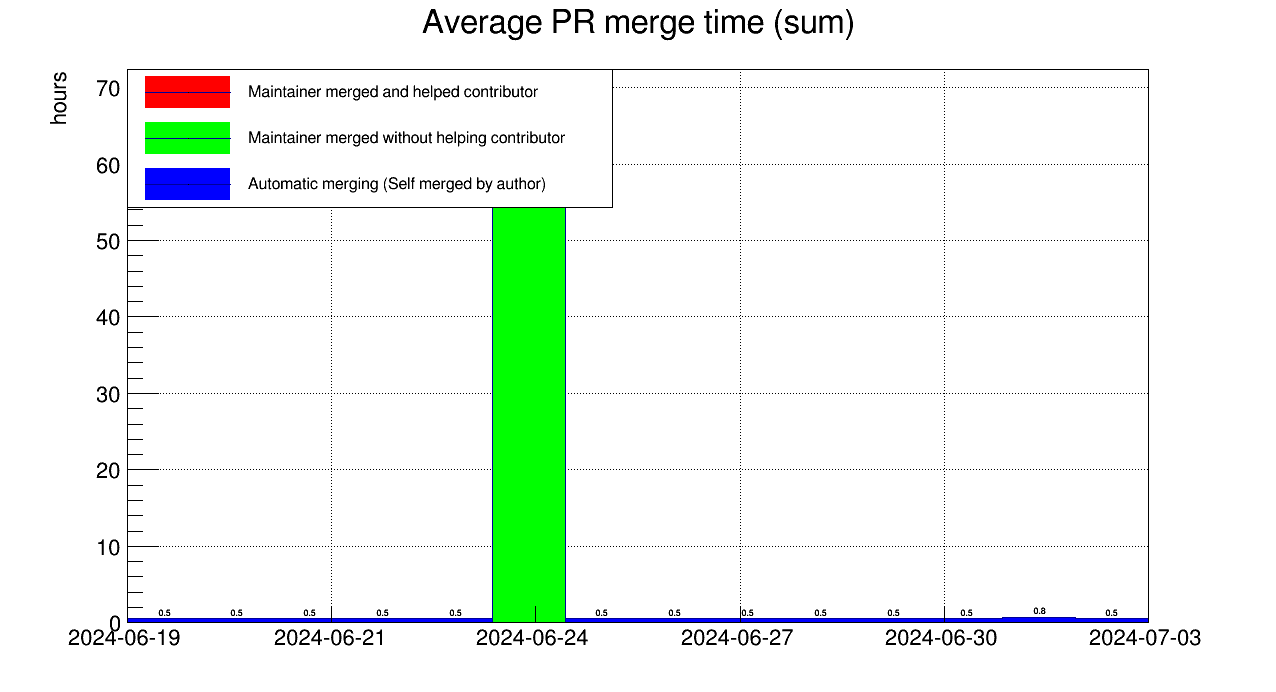 Average PR merge time (sum)
hours
70
60
50
40
30
20
10
0
Maintainer merged and helped contributor
Maintainer merged without helping contributor
Automatic merging (Self merged by author)
0.5 0.5 0.5 0.5 0.5 0.5 0.5 0.5 0.5 0.5 0.5 0.8 0.5
2024-06-19 2024-06-21 2024-06-24 2024-06-27 2024-06-30 2024-07-03